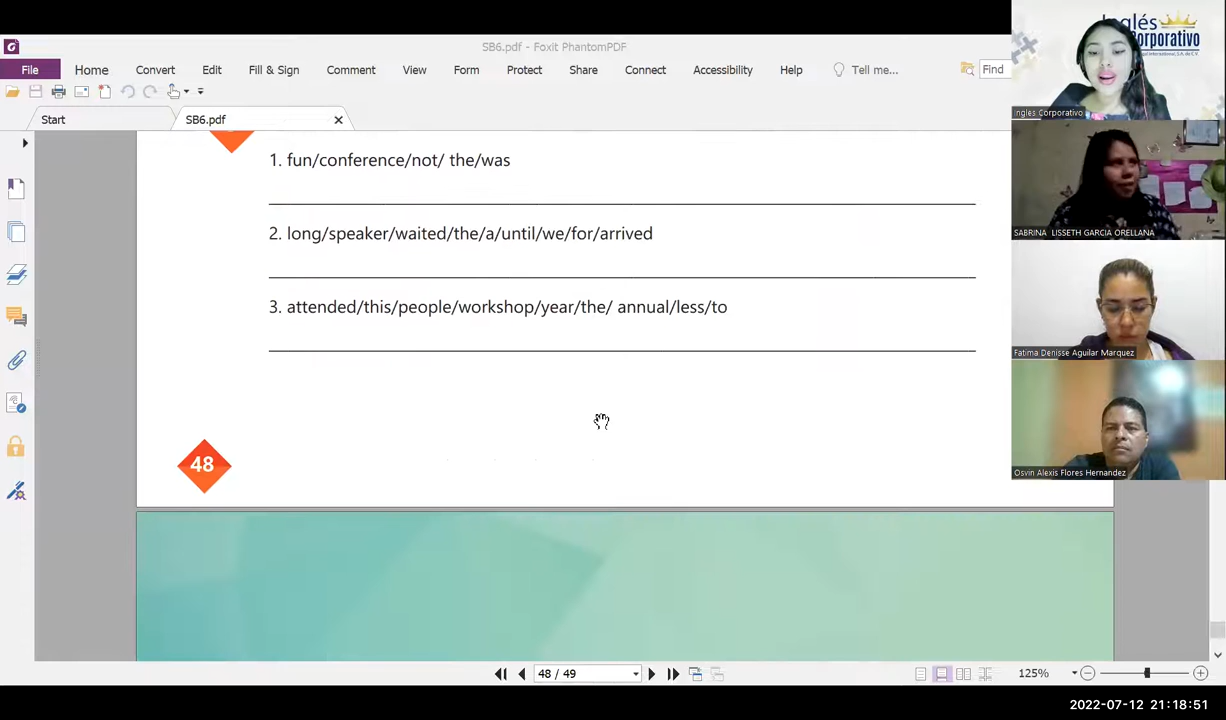 SB6.pdf - Foxit PhantomPDF
File Home Convert Edit Fill & Sign Comment View Form Protect Share Connect Accessibility Help Tell me... Find
Start SB6.pdf
1. fun/conference/not/ the/was
2. long/speaker/waited/the/a/until/we/for/arrived
3. attended/this/people/workshop/year/the/ annual/less/to
48
48 / 49
125%
Inglés
Corporativo
Ingles Corporativo
SABRINA LISSETH GARCIA ORELLANA
Fatima Denisse Aguilar Marquez
Osvin Alexis Flores Hernandez
2022-07-12 21:18:51